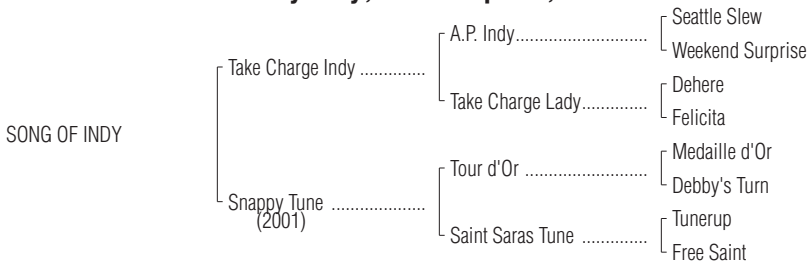 Seattle Slew
A.P. Indy
Weekend Surprise
Take Charge Indy
Dehere
Take Charge Lady
Felicita
SONG OF INDY
Medaille d'Or
Tour d'Or
Debby's Turn
Snappy Tune
(2001)
Tunerup
Saint Saras Tune
Free Saint